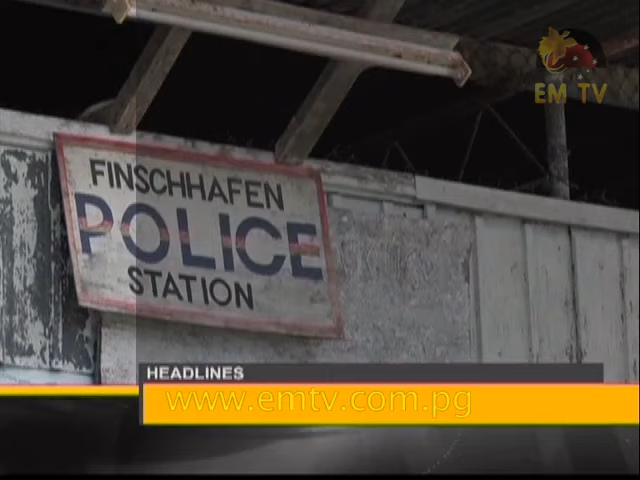 EM TV
FINSCHHAFEN
POLICE
STATION
HEADLINES
www.emtv.com.pg